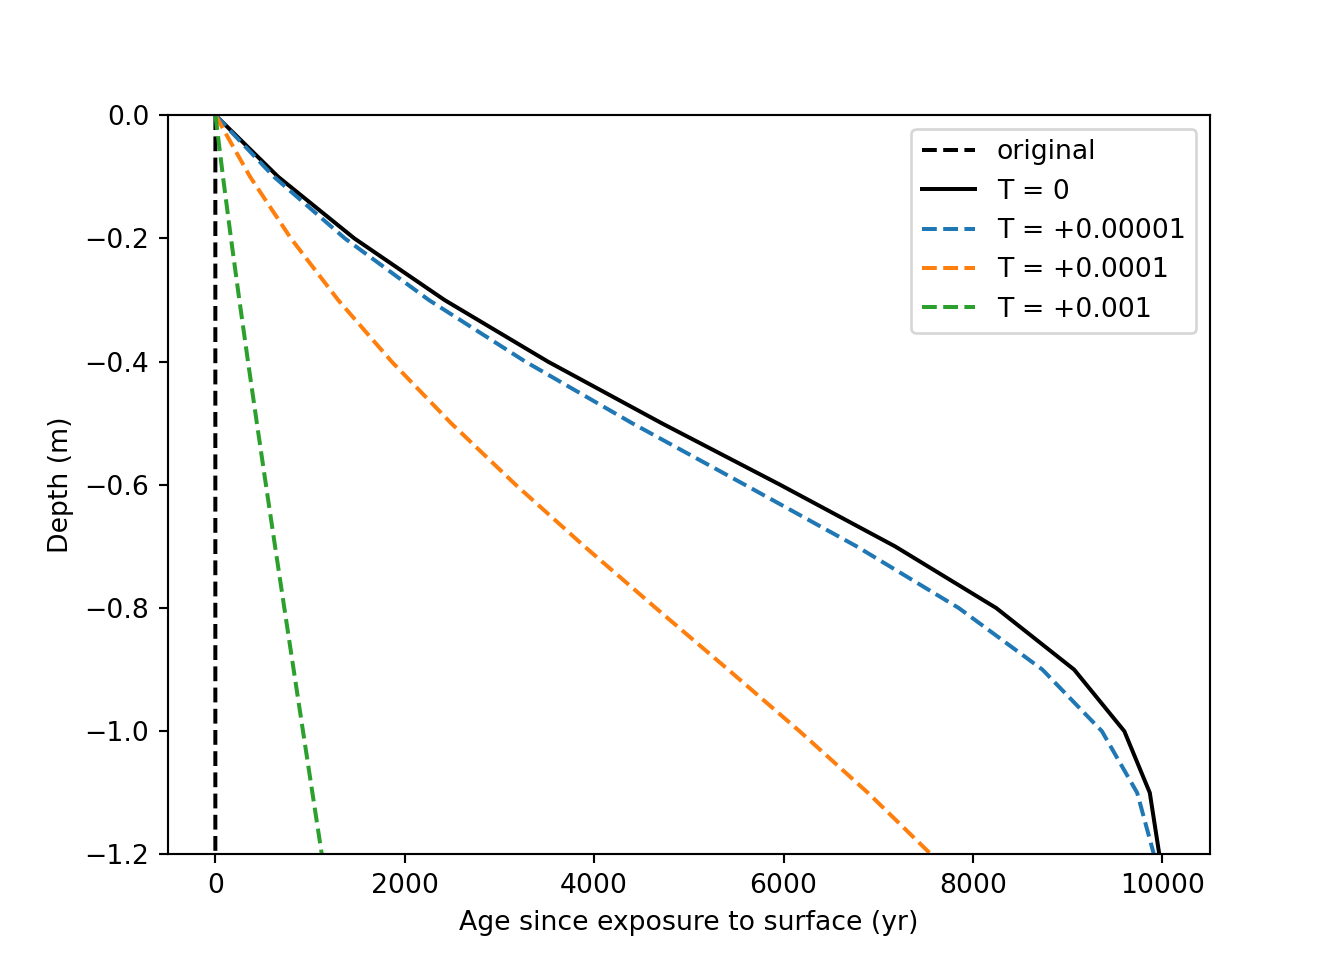 0.0
−0.2
−0.4
−0.6
−0.8
−1.0
−1.2
Depth (m)
original
T = 0
T = +0.00001
T = +0.0001
T = +0.001
0 2000 4000 6000 8000 10000
Age since exposure to surface (yr)